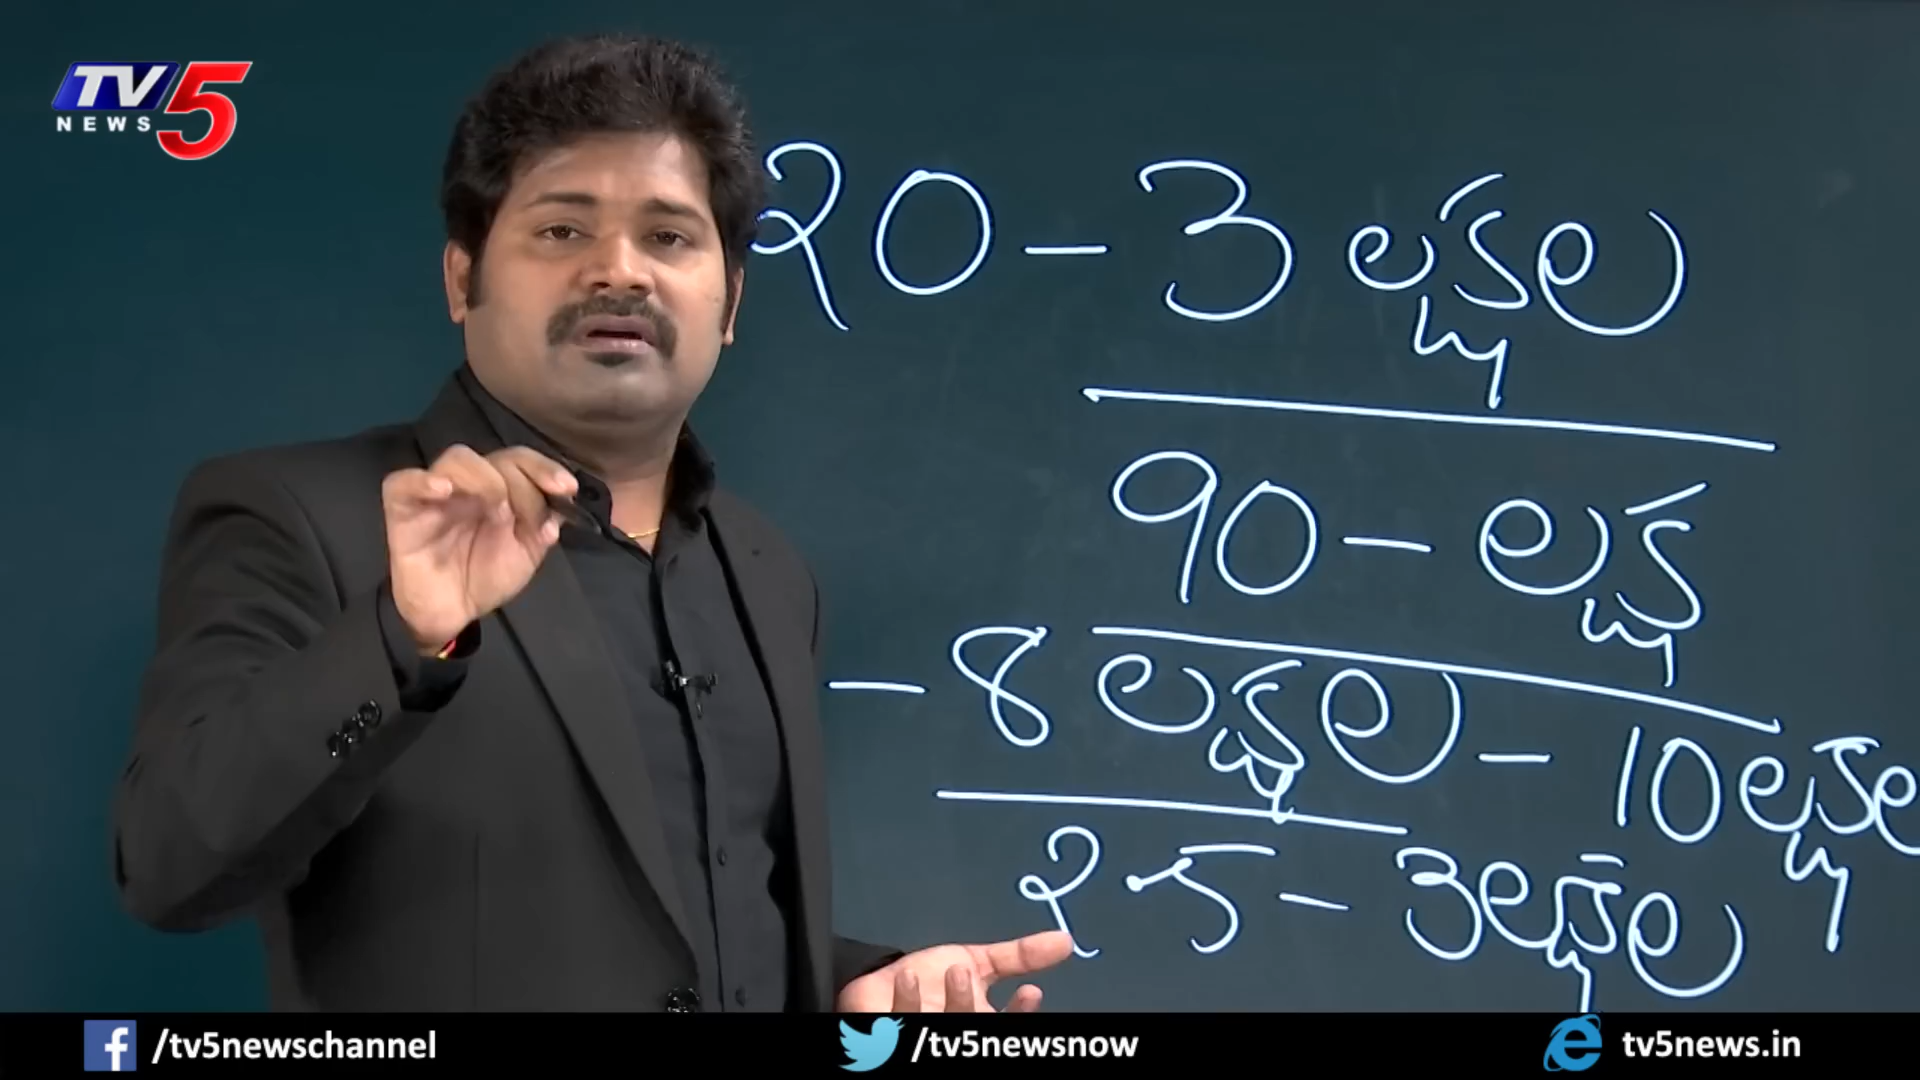 TV5
NEWS
20 - 3 లక్షల
90 - లక్ష
- 8 లక్షల - 10 లక్షల
25 - 3 లక్షల
/tv5newschannel
/tv5newsnow
tv5news.in